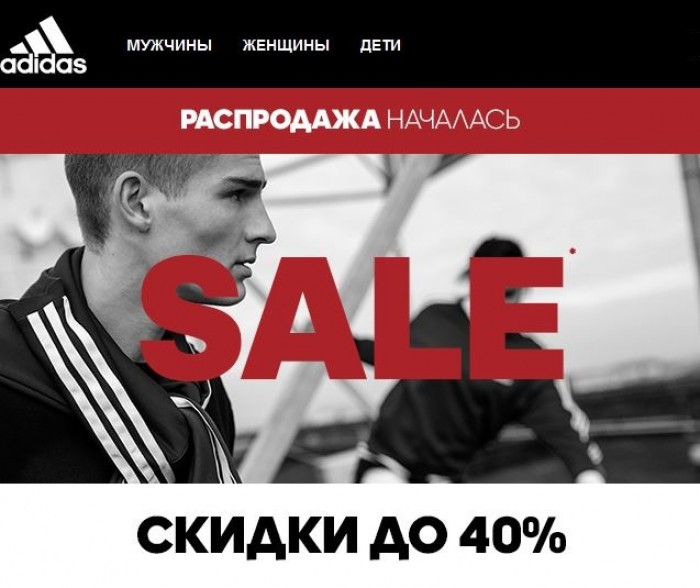 adidas
МУЖЧИНЫ ЖЕНЩИНЫ ДЕТИ
РАСПРОДАЖА НАЧАЛАСЬ
SALE*
СКИДКИ ДО 40%